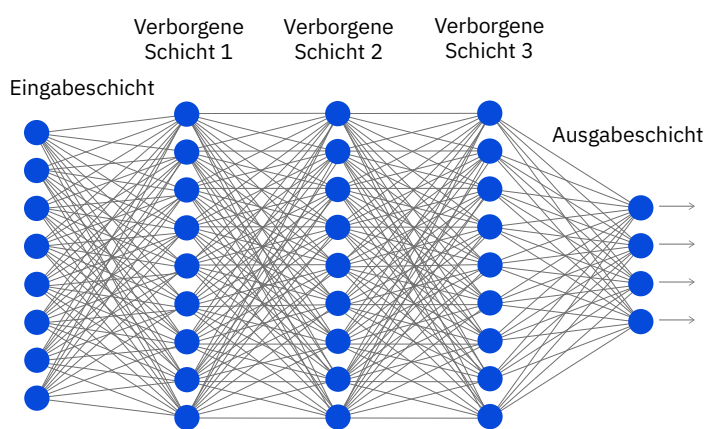 Verborgene
Schicht 1
Verborgene
Schicht 2
Verborgene
Schicht 3
Eingabeschicht
Ausgabeschicht